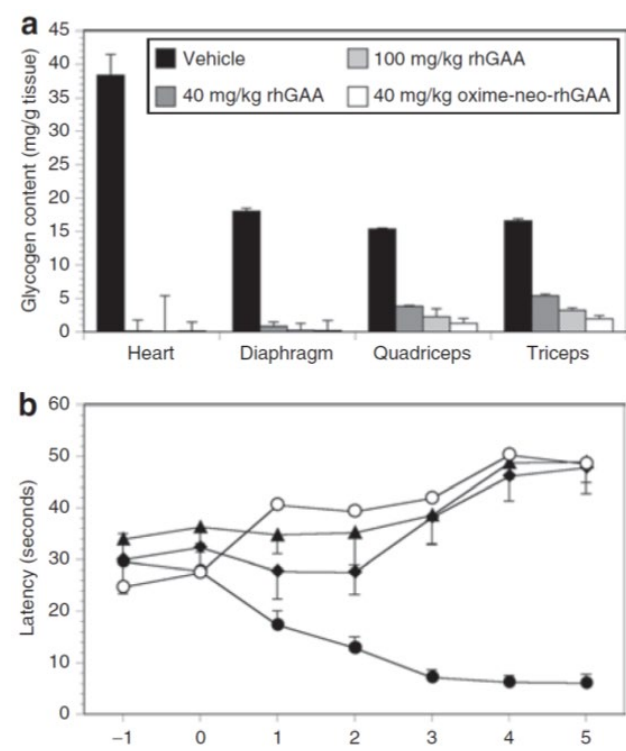 a
45
40
35
30
25
20
15
10
5
0
Glycogen content (mg/g tissue)
Vehicle
100 mg/kg rhGAA
40 mg/kg rhGAA
40 mg/kg oxime-neo-rhGAA
Heart
Diaphragm
Quadriceps
Triceps
b
60
50
40
30
20
10
0
Latency (seconds)
–1
0
1
2
3
4
5